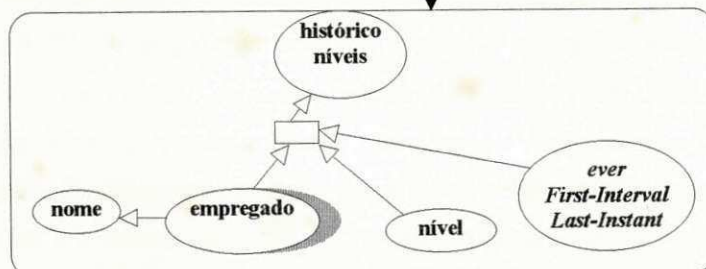 histórico
níveis
ever
First-Interval
Last-Instant
nome
empregado
nível